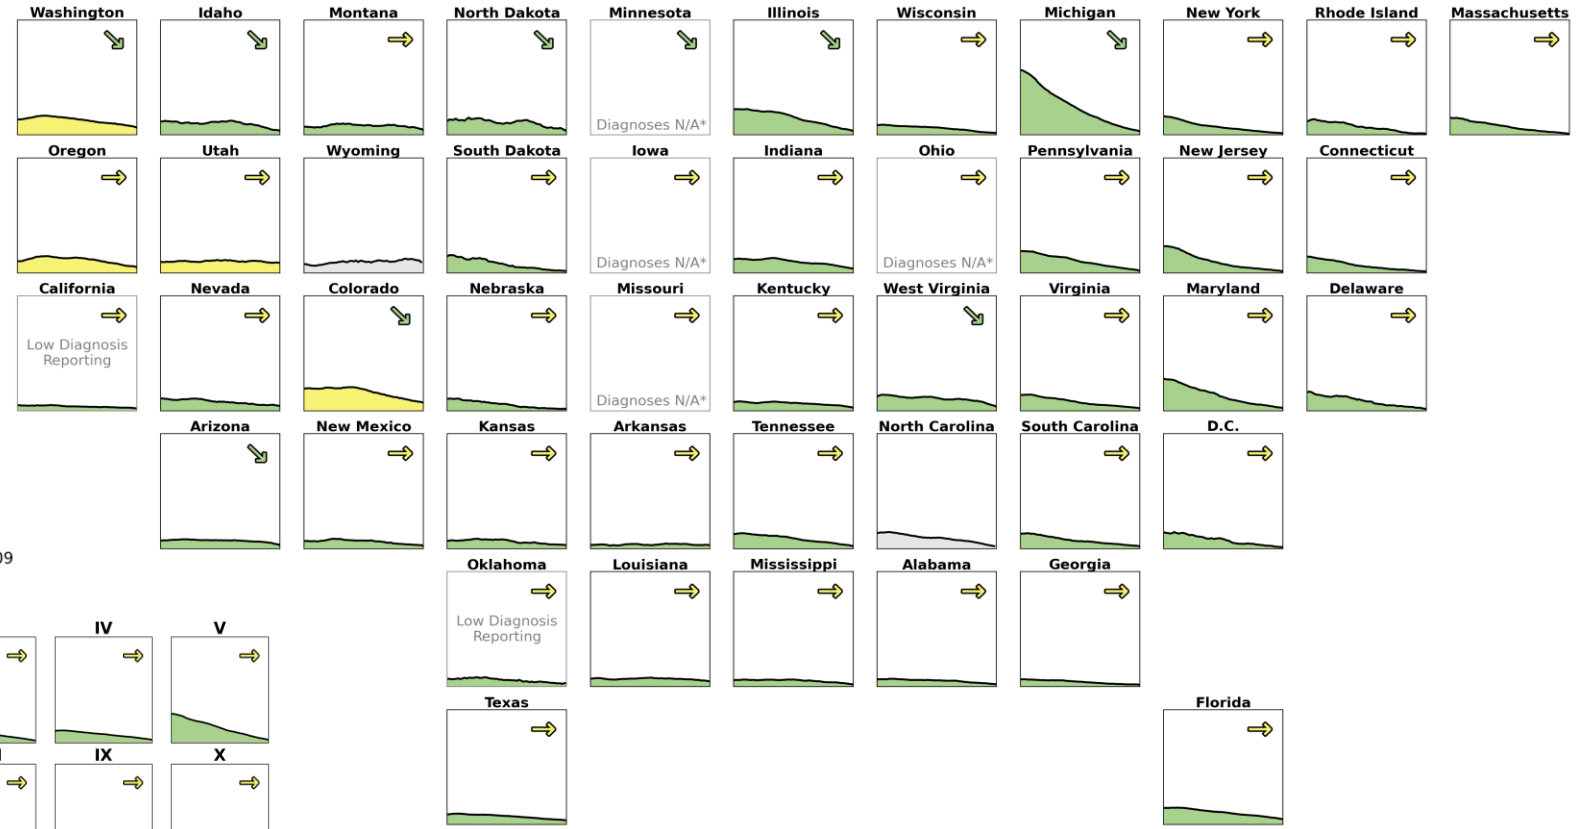 Washington Idaho Montana North Dakota Minnesota Illinois Wisconsin Michigan New York Rhode Island Massachusetts
Diagnoses N/A*
Oregon Utah Wyoming South Dakota Iowa Indiana Ohio Pennsylvania New Jersey Connecticut
Diagnoses N/A* Diagnoses N/A*
California Nevada Colorado Nebraska Missouri Kentucky West Virginia Virginia Maryland Delaware
Low Diagnosis
Reporting
Diagnoses N/A*
Arizona New Mexico Kansas Arkansas Tennessee North Carolina South Carolina D.C.
09
Oklahoma Louisiana Mississippi Alabama Georgia
Low Diagnosis
Reporting
IV V
Texas Florida
IX X